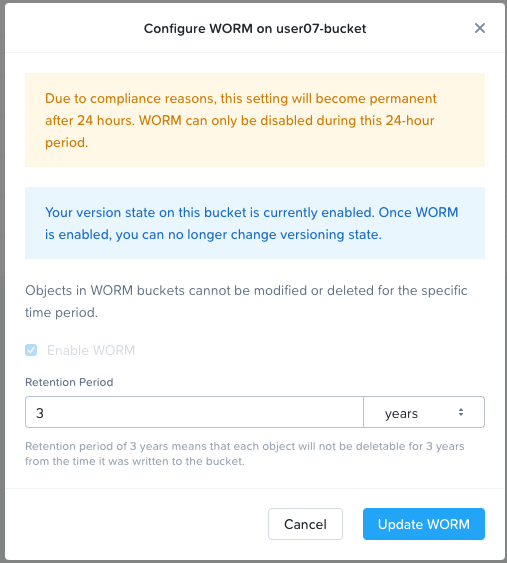 Configure WORM on user07-bucket
Due to compliance reasons, this setting will become permanent
after 24 hours. WORM can only be disabled during this 24-hour
period.
Your version state on this bucket is currently enabled. Once WORM
is enabled, you can no longer change versioning state.
Objects in WORM buckets cannot be modified or deleted for the specific
time period.
Enable WORM
Retention Period
3 years
Retention period of 3 years means that each object will not be deletable for 3 years
from the time it was written to the bucket.
Cancel Update WORM